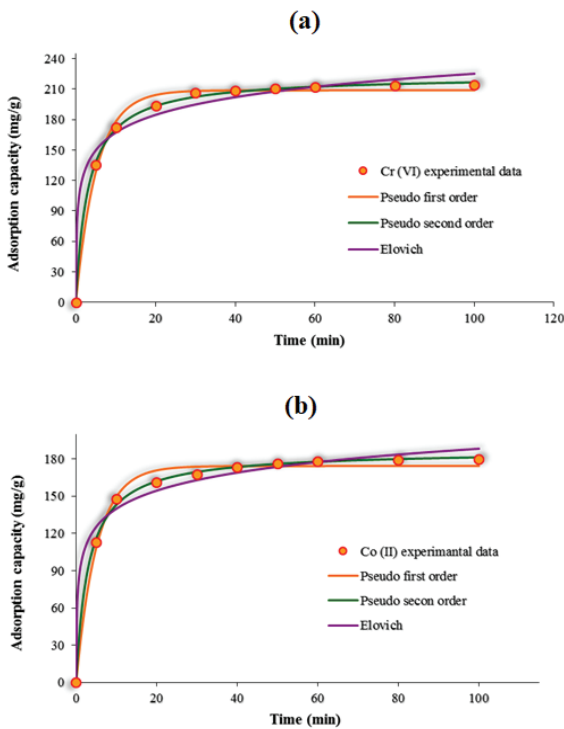 (a)
Adsorption capacity (mg/g)
240
210
180
150
120
90
60
30
0
Cr (VI) experimental data
Pseudo first order
Pseudo second order
Elovich
0 20 40 60 80 100 120
Time (min)
(b)
Adsorption capacity (mg/g)
180
150
120
90
60
30
0
Co (II) experimantal data
Pseudo first order
Pseudo secon order
Elovich
0 20 40 60 80 100
Time (min)